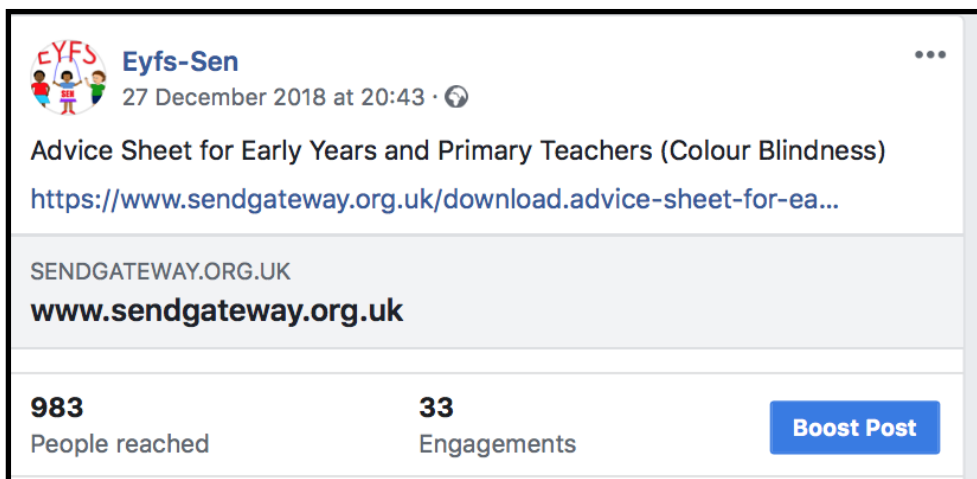 EYFS
SEN
Eyfs-Sen
27 December 2018 at 20:43 ·
Advice Sheet for Early Years and Primary Teachers (Colour Blindness)
https://www.sendgateway.org.uk/download.advice-sheet-for-ea...
SENDGATEWAY.ORG.UK
www.sendgateway.org.uk
983 33
People reached Engagements Boost Post